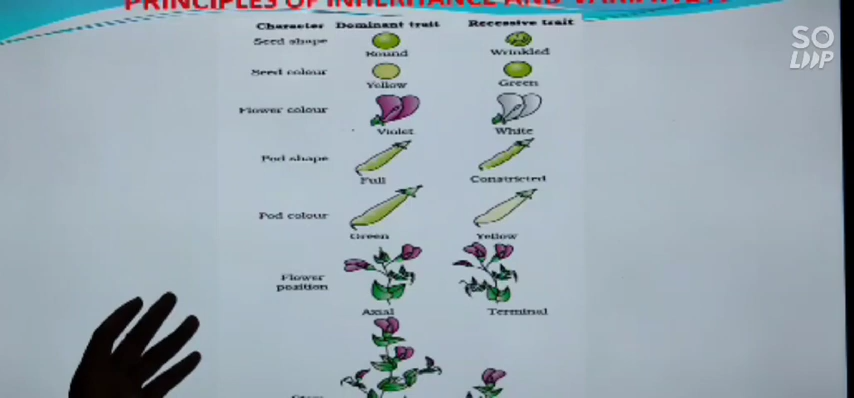 PRINCIPLES OF INHERITANCE AND VARIATION
SO
LOOP
Character Dominant trait Recessive trait
Seed shape
Round Wrinkled
Seed colour
Yellow Green
Flower colour
Violet White
Pod shape
Full Constricted
Pod colour
Green Yellow
Flower
position
Axial Terminal